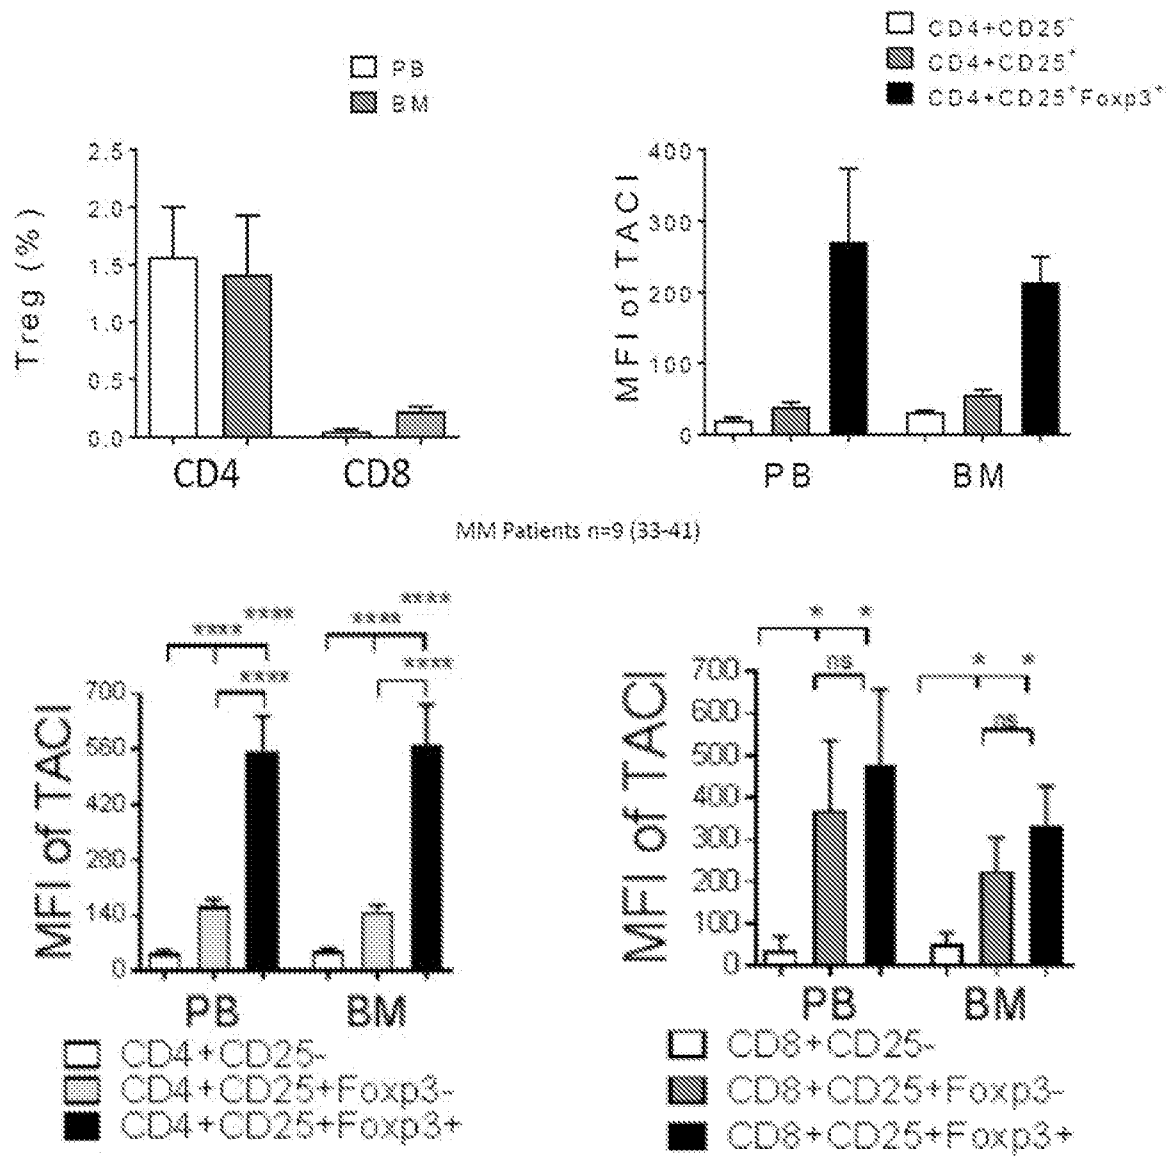 PB
BM
Treg (%)
2.5
2.0
1.5
1.0
0.5
0.0
CD4 CD8
CD4+CD25⁻
CD4+CD25⁺
CD4+CD25⁺Foxp3⁺
MFI of TACI
400
300
200
100
0
PB BM
MM Patients n=9 (33-41)
**** ****
**** ****
**** ****
MFI of TACI
700
560
420
280
140
0
PB BM
CD4+CD25-
CD4+CD25+Foxp3-
CD4+CD25+Foxp3+
* *
ns * *
ns
MFI of TACI
700
600
500
400
300
200
100
0
PB BM
CD8+CD25-
CD8+CD25+Foxp3-
CD8+CD25+Foxp3+